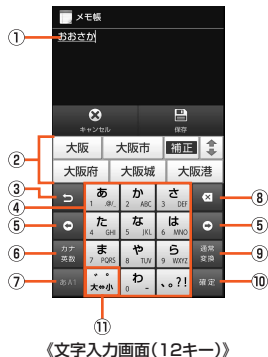 メモ帳
① おおさか
キャンセル 保存
② 大阪 大阪市 補正
大阪府 大阪城 大阪港
③ ④ あ 1 .@/_ か 2 ABC さ 3 DEF ⑧
⑤ た 4 GHI な 5 JKL は 6 MNO ⑤
⑥ カナ英数 ま 7 PQRS や 8 TUV ら 9 WXYZ 通常変換 ⑨
⑦ あA1 ゛゜大⇔小 わ 0 - 、。?! 確定 ⑩
⑪
《文字入力画面(12キー)》